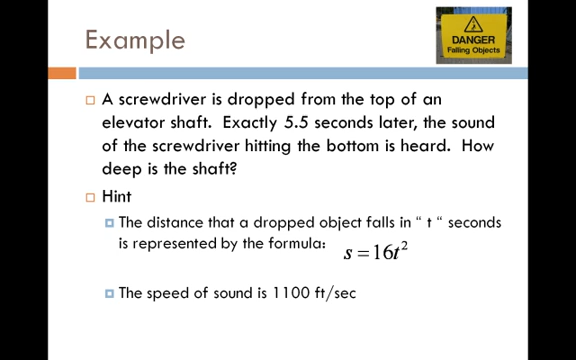 Example
DANGER
Falling Objects
A screwdriver is dropped from the top of an
elevator shaft. Exactly 5.5 seconds later, the sound
of the screwdriver hitting the bottom is heard. How
deep is the shaft?
Hint
The distance that a dropped object falls in “ t “ seconds
is represented by the formula: s = 16t²
The speed of sound is 1100 ft/sec